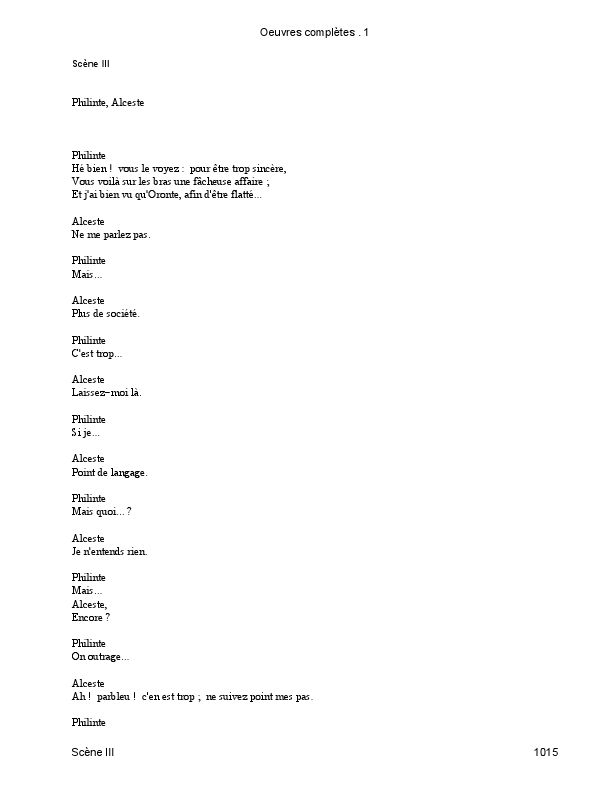 Oeuvres complètes . 1
Scène III
Philinte, Alceste
Philinte
Hé bien !  vous le voyez :  pour être trop sincère,
Vous voilà sur les bras une fâcheuse affaire ;
Et j'ai bien vu qu'Oronte, afin d'être flatté...
Alceste
Ne me parlez pas.
Philinte
Mais...
Alceste
Plus de société.
Philinte
C'est trop...
Alceste
Laissez-moi là.
Philinte
Si je...
Alceste
Point de langage.
Philinte
Mais quoi... ?
Alceste
Je n'entends rien.
Philinte
Mais...
Alceste,
Encore ?
Philinte
On outrage...
Alceste
Ah !  parbleu !  c'en est trop ;  ne suivez point mes pas.
Philinte
Scène III 1015